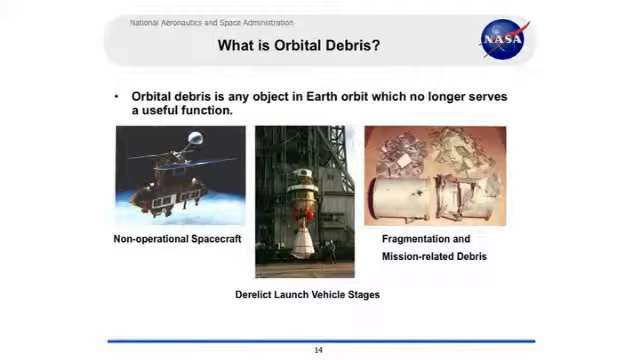 National Aeronautics and Space Administration
NASA
What is Orbital Debris?
• Orbital debris is any object in Earth orbit which no longer serves
a useful function.
Non-operational Spacecraft
Fragmentation and
Mission-related Debris
Derelict Launch Vehicle Stages
14